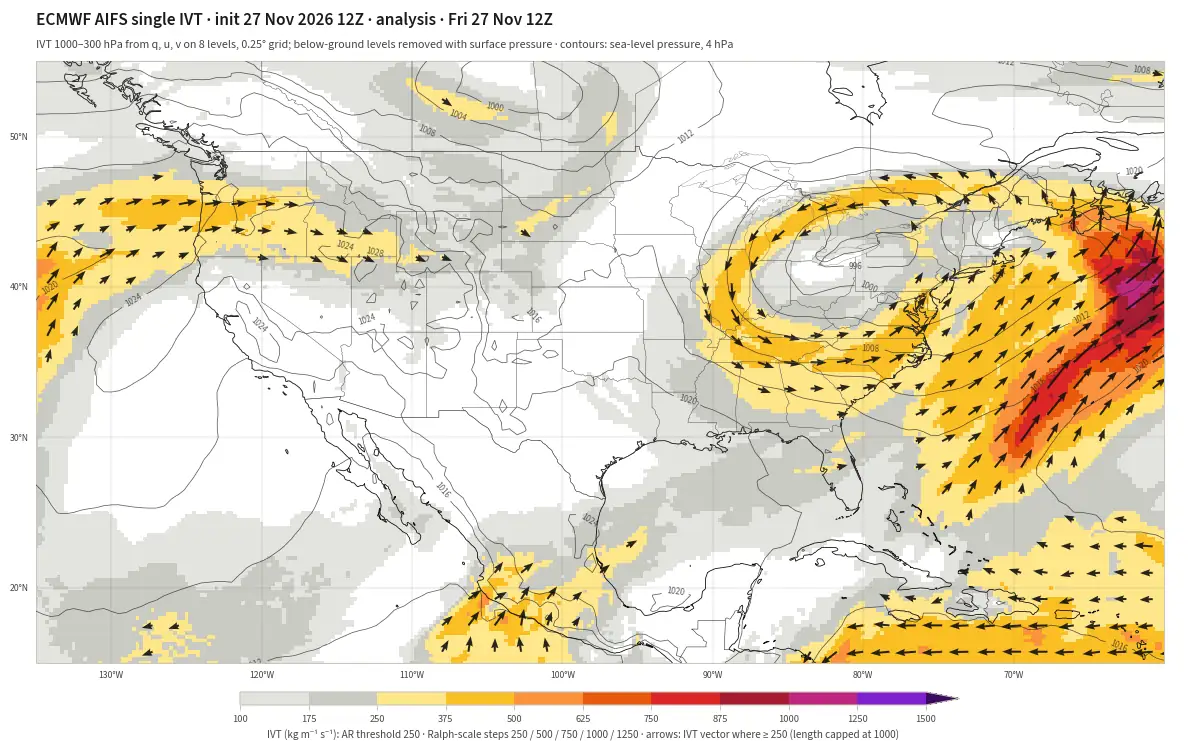 ECMWF AIFS single IVT · init 27 Nov 2026 12Z · analysis · Fri 27 Nov 12Z
IVT 1000–300 hPa from q, u, v on 8 levels, 0.25° grid; below-ground levels removed with surface pressure · contours: sea-level pressure, 4 hPa
1012
1008
1000
1004
1008
1012
50°N
1020
1024
1028
996
40°N
1020
1000
1024
1024
1024
1016
1012
1008
1020
1020
30°N
1016
1024
20°N
1020
1016
130°W 120°W 110°W 100°W 90°W 80°W 70°W
100 175 250 375 500 625 750 875 1000 1250 1500
IVT (kg m⁻¹ s⁻¹): AR threshold 250 · Ralph-scale steps 250 / 500 / 750 / 1000 / 1250 · arrows: IVT vector where ≥ 250 (length capped at 1000)